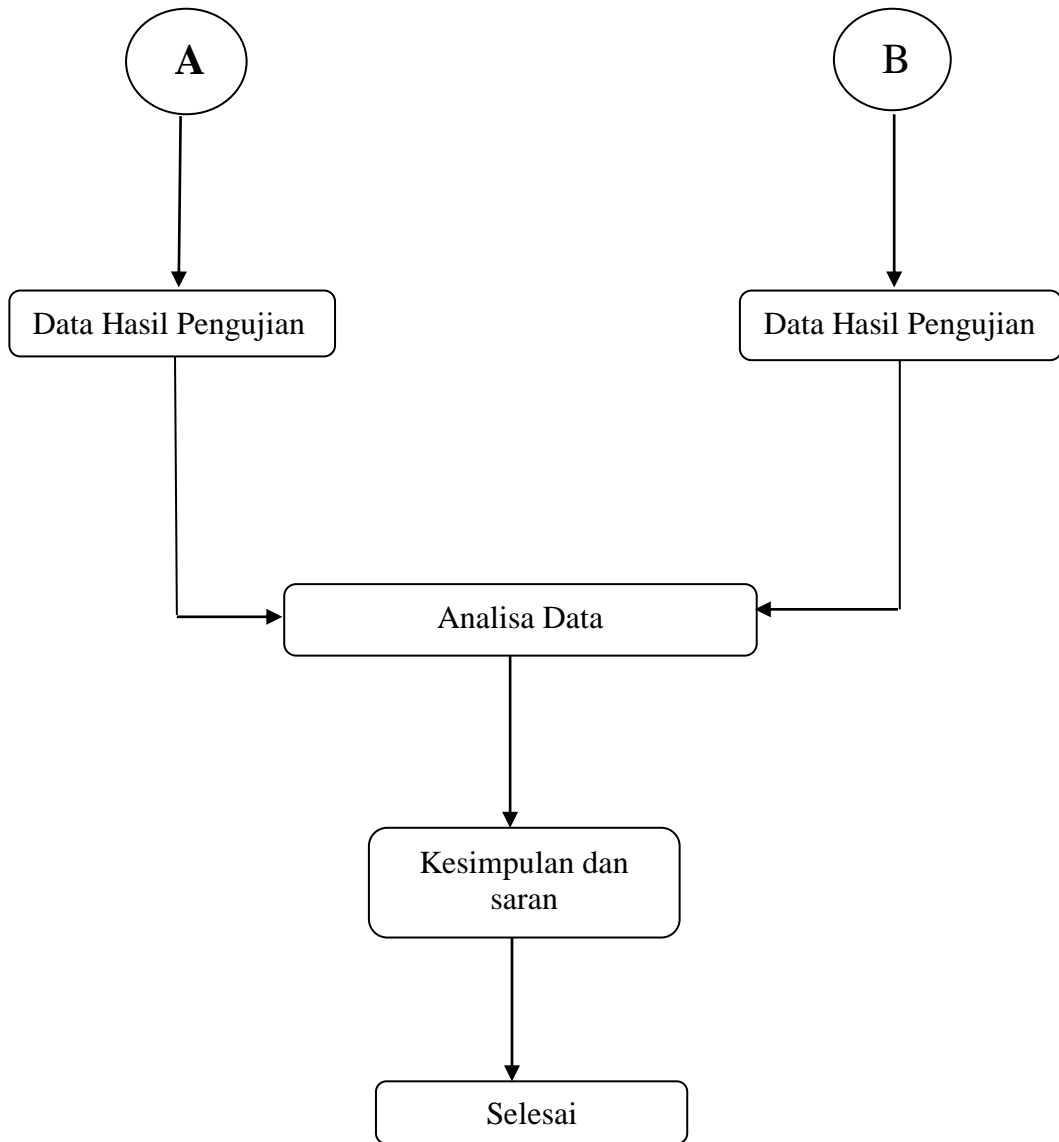 A
B
Data Hasil Pengujian
Data Hasil Pengujian
Analisa Data
Kesimpulan dan
saran
Selesai